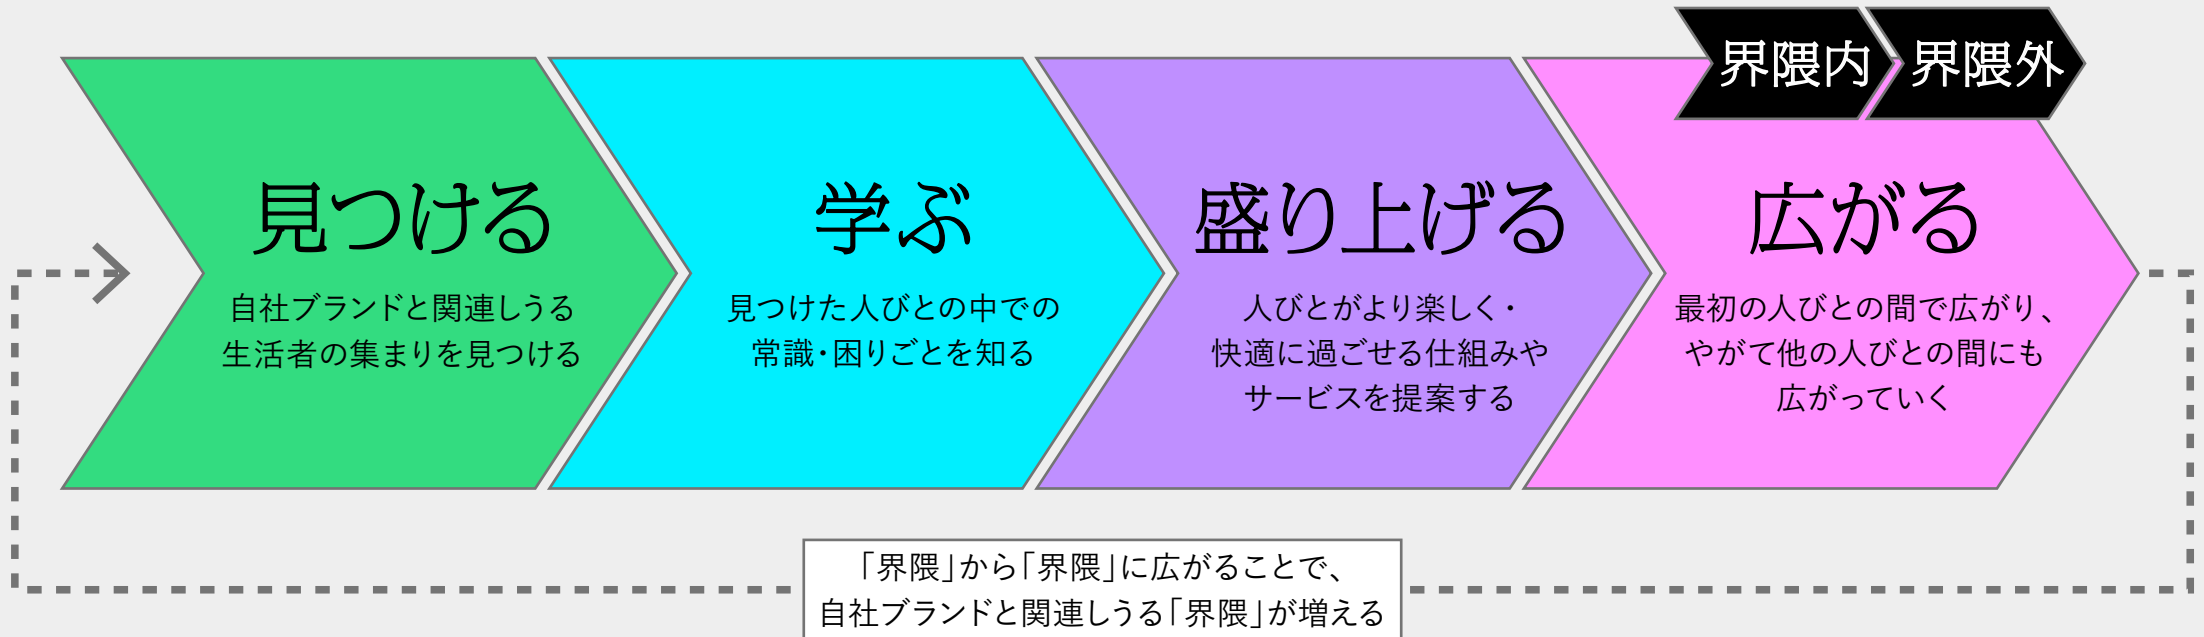 界隈内 界隈外
見つける
自社ブランドと関連しうる
生活者の集まりを見つける
学ぶ
見つけた人びとの中での
常識・困りごとを知る
盛り上げる
人びとがより楽しく・
快適に過ごせる仕組みや
サービスを提案する
広がる
最初の人びとの間で広がり、
やがて他の人びとの間にも
広がっていく
「界隈」から「界隈」に広がることで、
自社ブランドと関連しうる「界隈」が増える